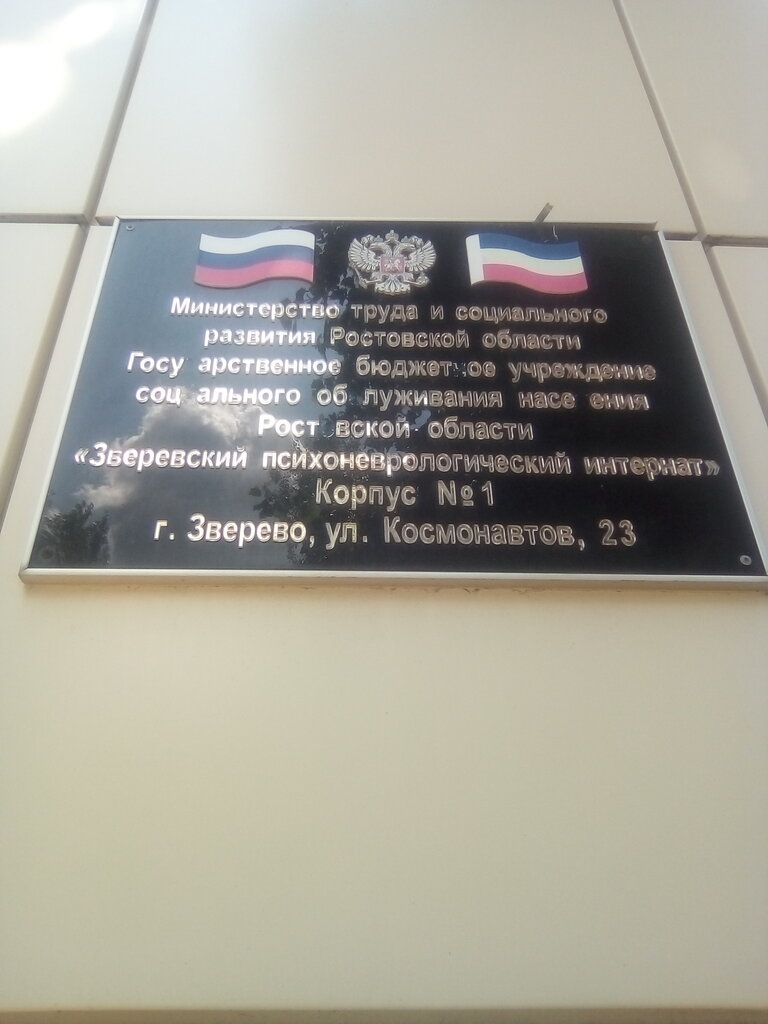 Министерство труда и социального
развития Ростовской области
Госу арственное бюджет ое учреждение
соц ального об луживания насе ения
Рост вской области
«Зверевский психоневрологический интернат»
Корпус №1
г. Зверево, ул. Космонавтов, 23